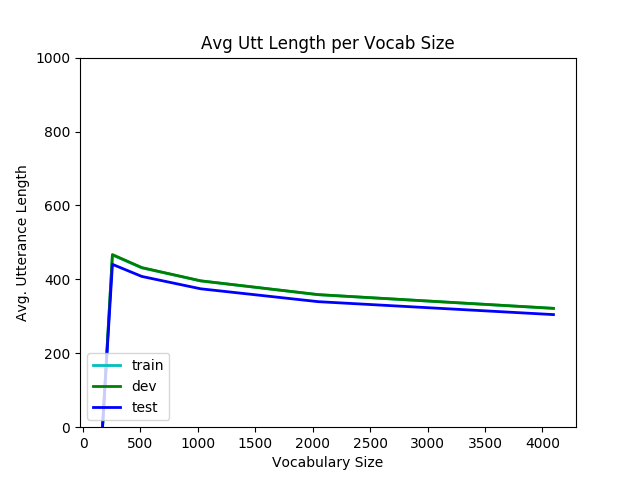 Avg Utt Length per Vocab Size
1000
800
600
400
200
0
Avg. Utterance Length
train
dev
test
0 500 1000 1500 2000 2500 3000 3500 4000
Vocabulary Size